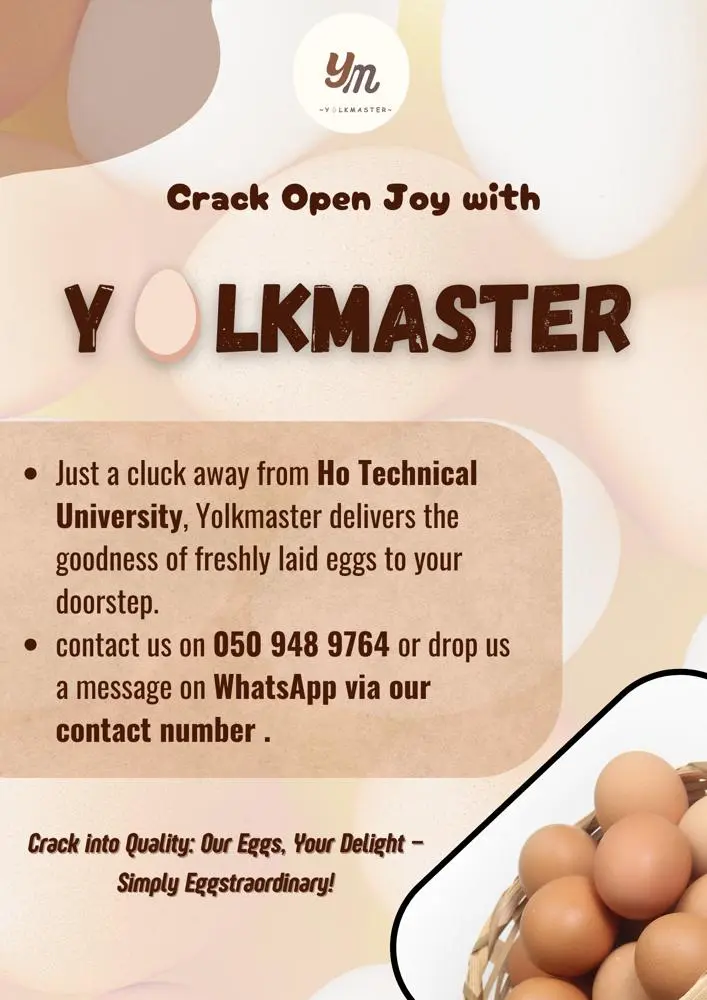 ym
~Y LKMASTER~
Crack Open Joy with
Y LKMASTER
• Just a cluck away from Ho Technical
University, Yolkmaster delivers the
goodness of freshly laid eggs to your
doorstep.
• contact us on 050 948 9764 or drop us
a message on WhatsApp via our
contact number .
Crack into Quality: Our Eggs, Your Delight –
Simply Eggstraordinary!